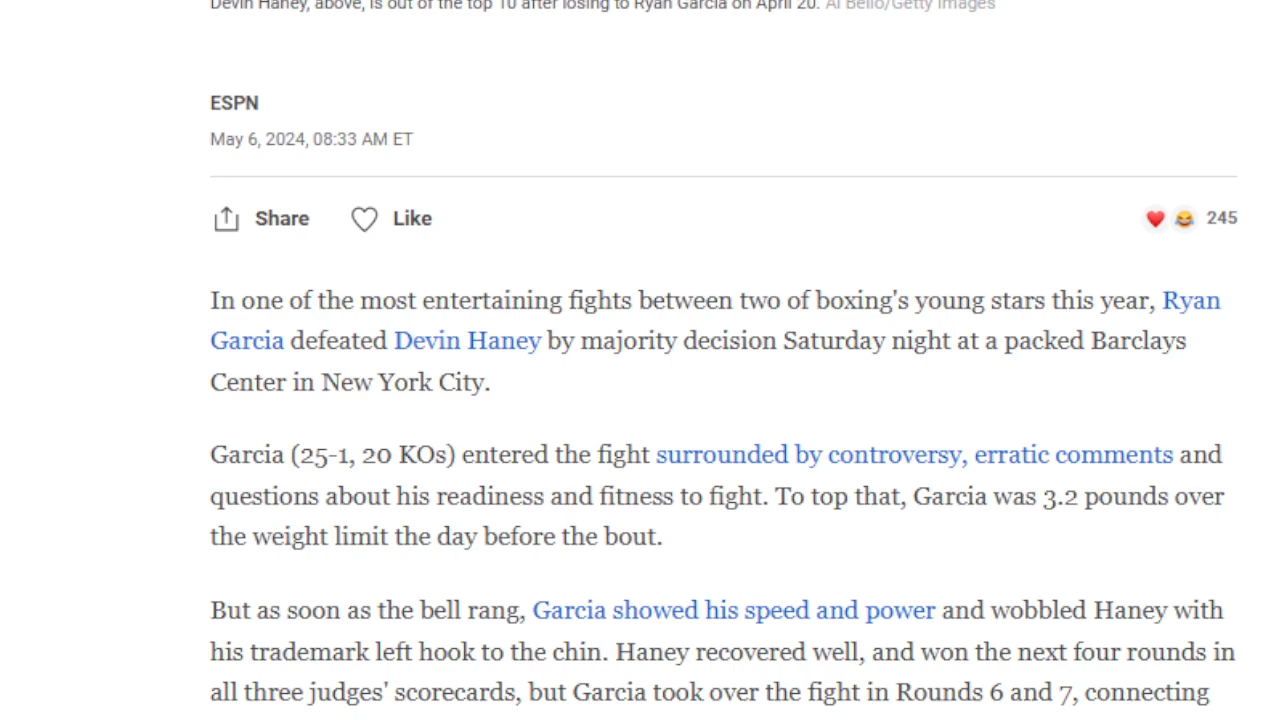 Devin Haney, above, is out of the top 10 after losing to Ryan Garcia on April 20. Al Bello/Getty Images
ESPN
May 6, 2024, 08:33 AM ET
Share Like 245
In one of the most entertaining fights between two of boxing's young stars this year, Ryan
Garcia defeated Devin Haney by majority decision Saturday night at a packed Barclays
Center in New York City.
Garcia (25-1, 20 KOs) entered the fight surrounded by controversy, erratic comments and
questions about his readiness and fitness to fight. To top that, Garcia was 3.2 pounds over
the weight limit the day before the bout.
But as soon as the bell rang, Garcia showed his speed and power and wobbled Haney with
his trademark left hook to the chin. Haney recovered well, and won the next four rounds in
all three judges' scorecards, but Garcia took over the fight in Rounds 6 and 7, connecting